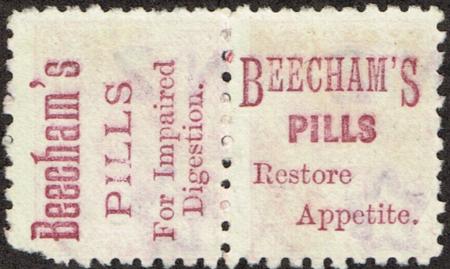 Beecham's
PILLS
For Impaired
Digestion.
BEECHAM'S
PILLS
Restore
Appetite.